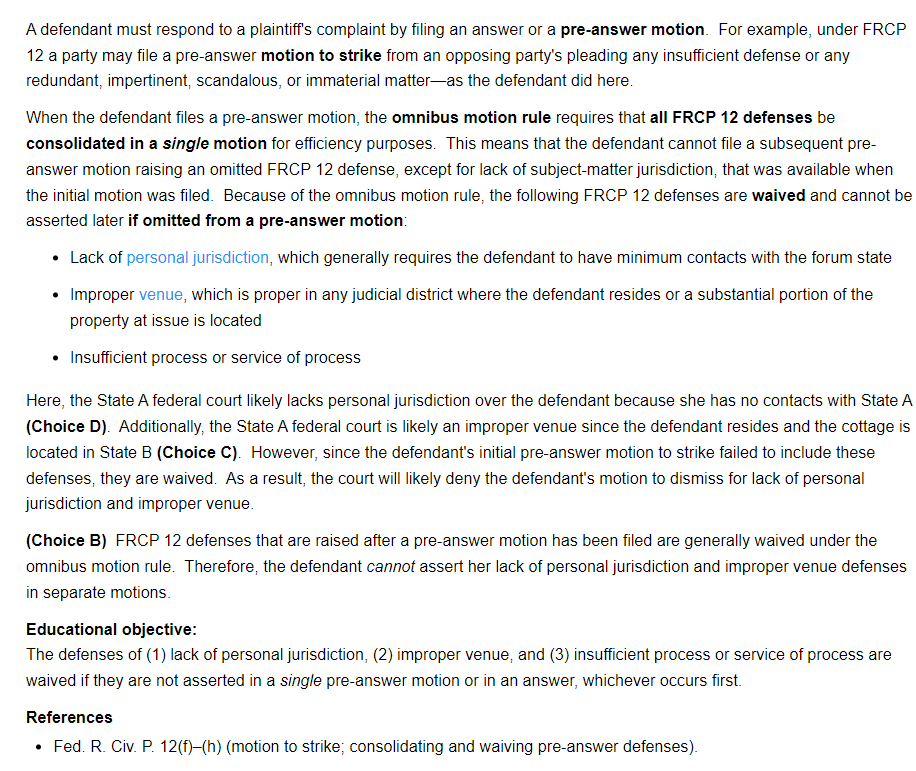 A defendant must respond to a plaintiff's complaint by filing an answer or a pre-answer motion.  For example, under FRCP
12 a party may file a pre-answer motion to strike from an opposing party's pleading any insufficient defense or any
redundant, impertinent, scandalous, or immaterial matter—as the defendant did here.
When the defendant files a pre-answer motion, the omnibus motion rule requires that all FRCP 12 defenses be
consolidated in a single motion for efficiency purposes.  This means that the defendant cannot file a subsequent pre-
answer motion raising an omitted FRCP 12 defense, except for lack of subject-matter jurisdiction, that was available when
the initial motion was filed.  Because of the omnibus motion rule, the following FRCP 12 defenses are waived and cannot be
asserted later if omitted from a pre-answer motion:
• Lack of personal jurisdiction, which generally requires the defendant to have minimum contacts with the forum state
• Improper venue, which is proper in any judicial district where the defendant resides or a substantial portion of the
property at issue is located
• Insufficient process or service of process
Here, the State A federal court likely lacks personal jurisdiction over the defendant because she has no contacts with State A
(Choice D).  Additionally, the State A federal court is likely an improper venue since the defendant resides and the cottage is
located in State B (Choice C).  However, since the defendant's initial pre-answer motion to strike failed to include these
defenses, they are waived.  As a result, the court will likely deny the defendant's motion to dismiss for lack of personal
jurisdiction and improper venue.
(Choice B)  FRCP 12 defenses that are raised after a pre-answer motion has been filed are generally waived under the
omnibus motion rule.  Therefore, the defendant cannot assert her lack of personal jurisdiction and improper venue defenses
in separate motions.
Educational objective:
The defenses of (1) lack of personal jurisdiction, (2) improper venue, and (3) insufficient process or service of process are
waived if they are not asserted in a single pre-answer motion or in an answer, whichever occurs first.
References
• Fed. R. Civ. P. 12(f)–(h) (motion to strike; consolidating and waiving pre-answer defenses).